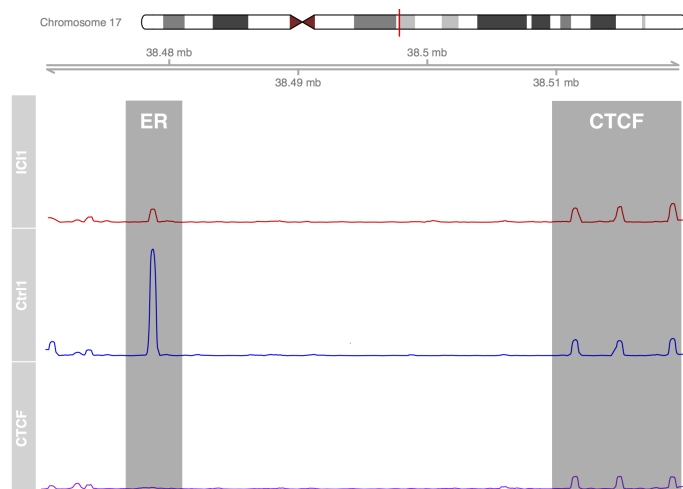 Chromosome 17
38.48 mb
38.5 mb
38.49 mb
38.51 mb
ER
CTCF
ICI1
Ctrl1
CTCF